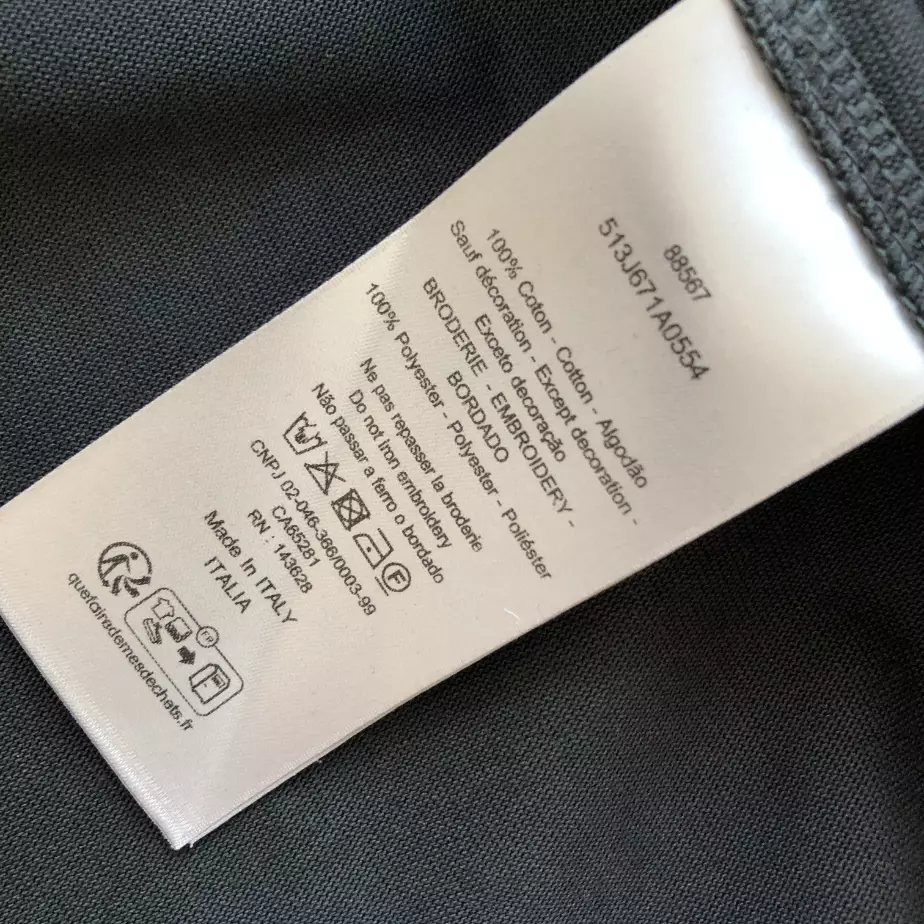 88567
513J671A0554
100% Coton - Cotton - Algodão
Sauf décoration - Except decoration -
Exceto decoração
BRODERIE - EMBROIDERY -
BORDADO
100% Polyester - Polyester - Poliéster
Ne pas repasser la broderie
Do not iron embroidery
Não passar a ferro o bordado
F
CNPJ 02-046-366/0003-99
CA65281
RN : 143628
Made In ITALY
ITALIA
FR
quefairedemesdechets.fr